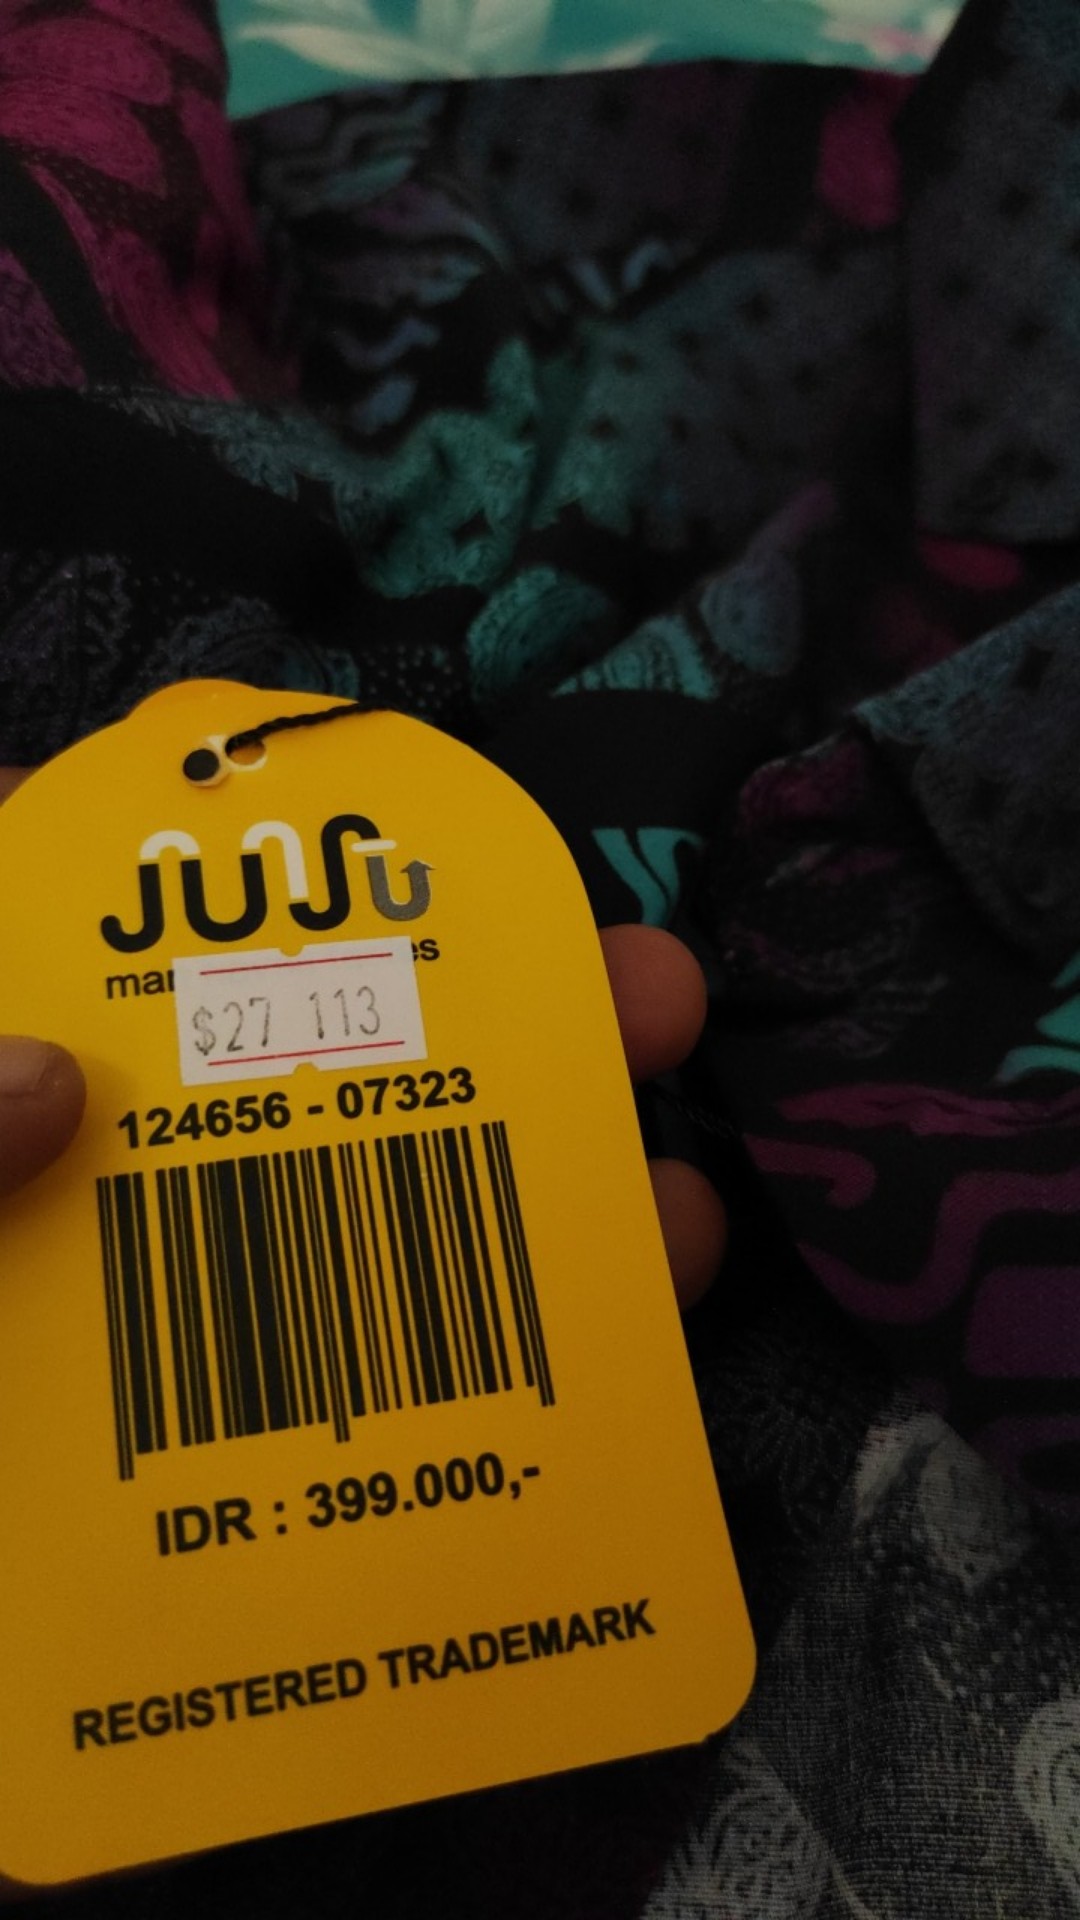 JUJU
$27 113
124656 - 07323
IDR : 399.000,-
REGISTERED TRADEMARK